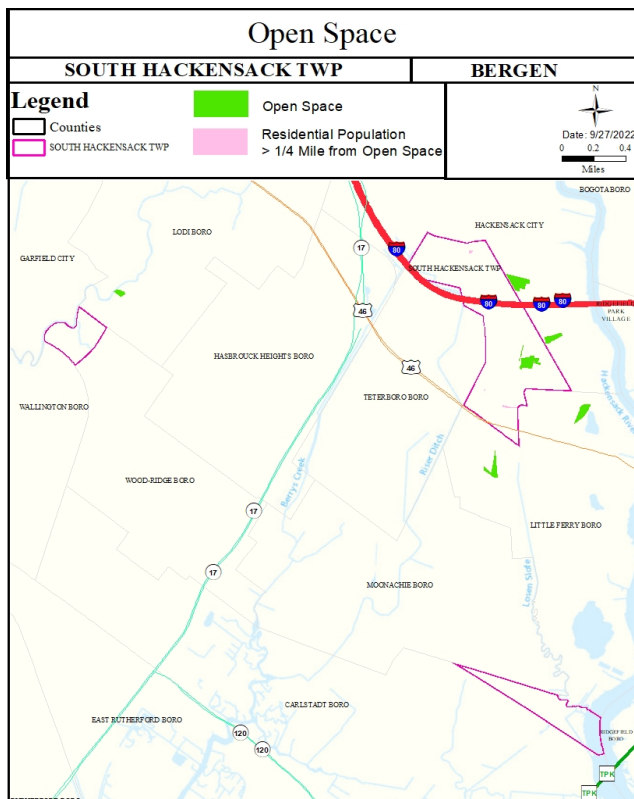 Open Space
SOUTH HACKENSACK TWP
BERGEN
Legend
Counties
SOUTH HACKENSACK TWP
Open Space
Residential Population
> 1/4 Mile from Open Space
N
Date: 9/27/2022
0 0.2 0.4
Miles
BOGOTA BORO
HACKENSACK CITY
LODI BORO
17
80
GARFIELD CITY
SOUTH HACKENSACK TWP
80
80
80
RIDGEFIELD
PARK
VILLAGE
46
HASBROUCK HEIGHTS BORO
46
TETERBORO BORO
Hackensack River
WALLINGTON BORO
Riser Ditch
Berrys Creek
WOOD-RIDGE BORO
17
LITTLE FERRY BORO
17
MOONACHIE BORO
Losen Slote
CARLSTADT BORO
EAST RUTHERFORD BORO
120
120
RIDGEFIELD
BORO
TPK
TPK